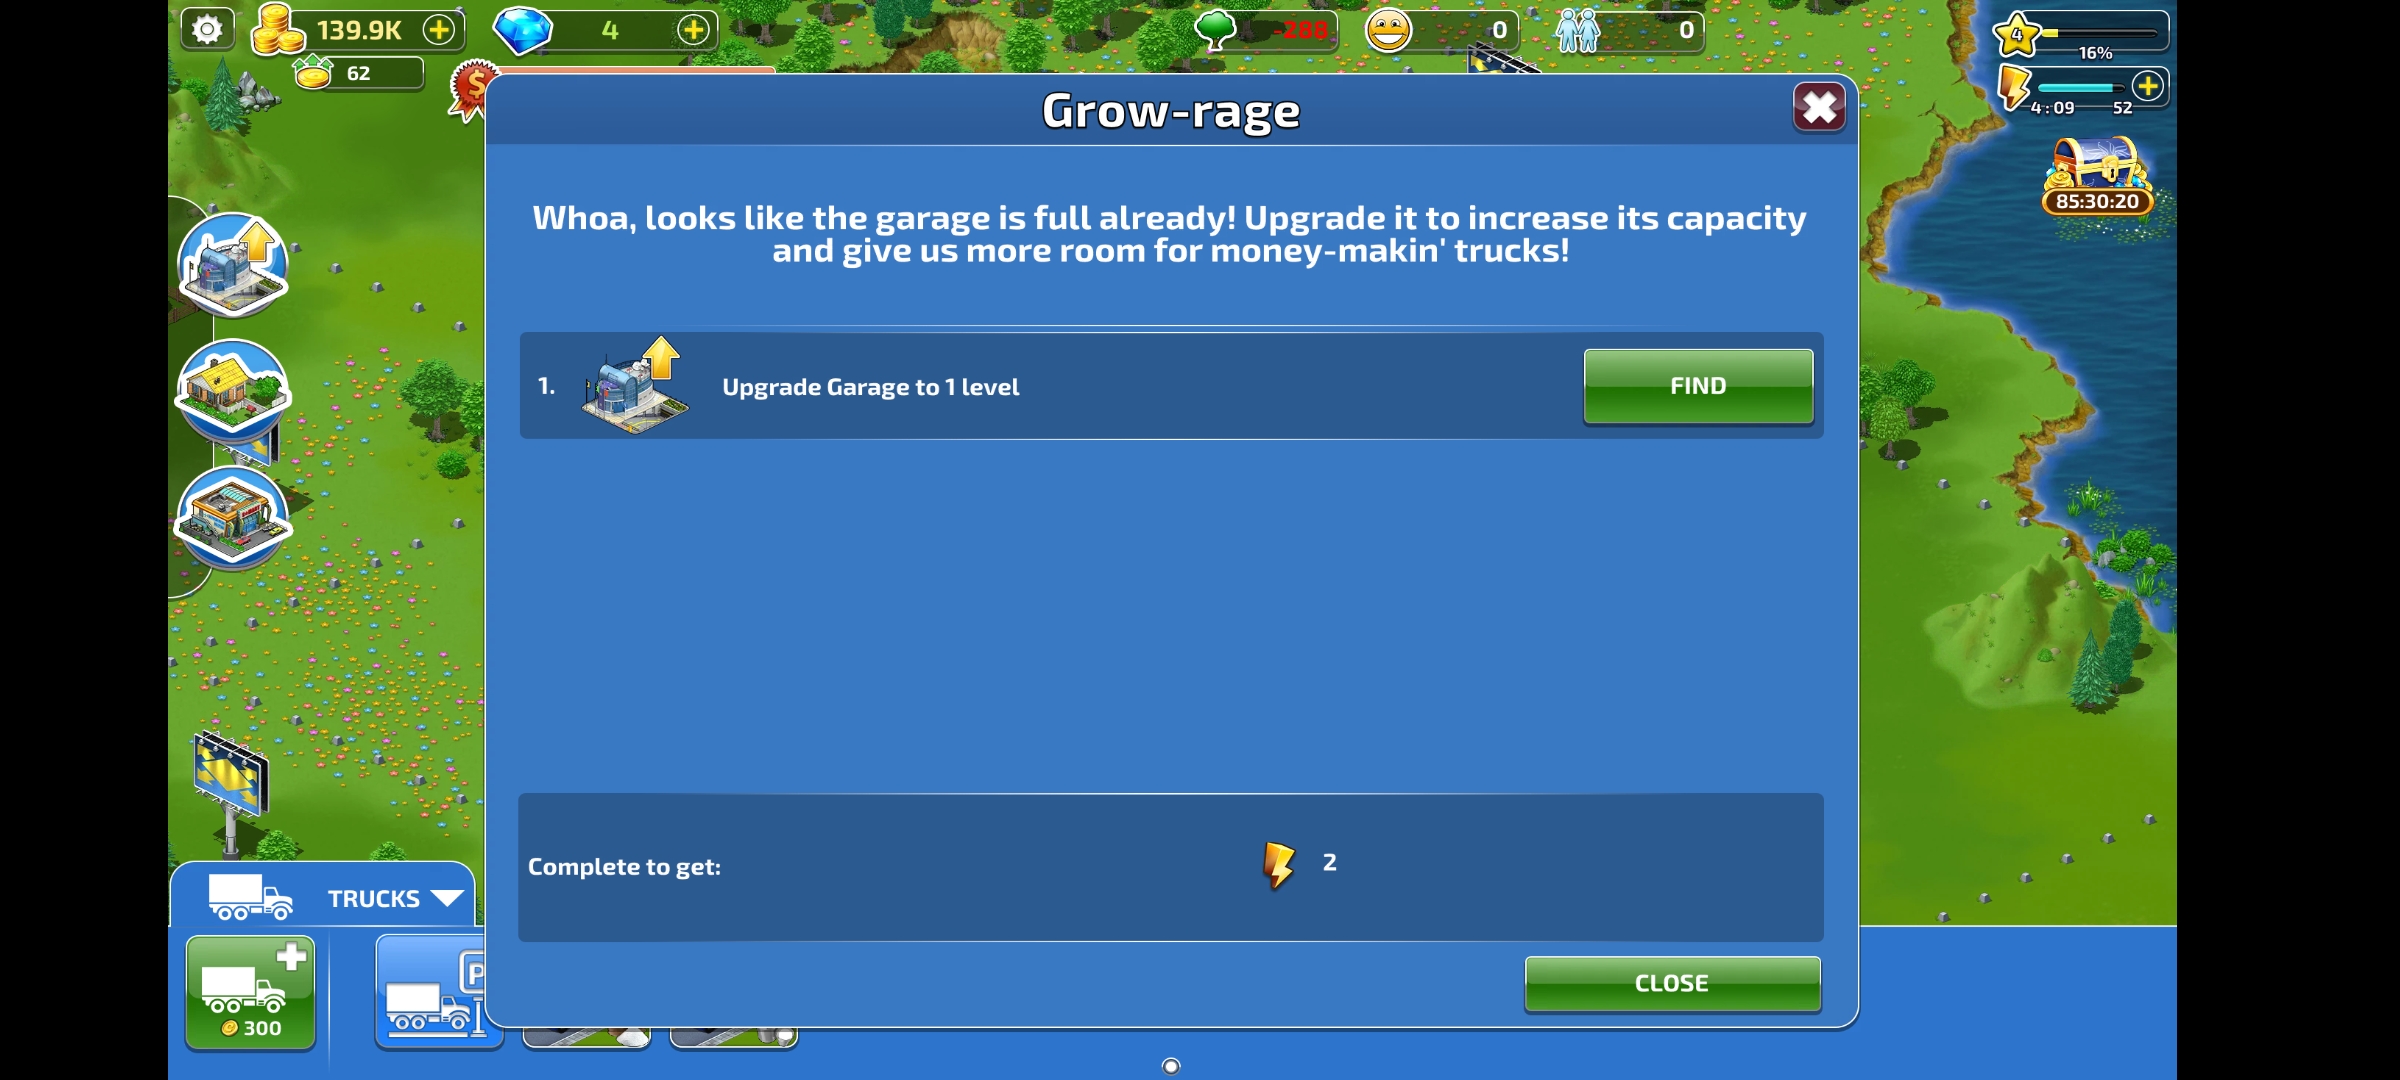 139.9K
4
-288
0
0
4
16%
62
4:09
52
Grow-rage
85:30:20
Whoa, looks like the garage is full already! Upgrade it to increase its capacity
and give us more room for money-makin' trucks!
1.
Upgrade Garage to 1 level
FIND
Complete to get:
2
TRUCKS
CLOSE
P
300